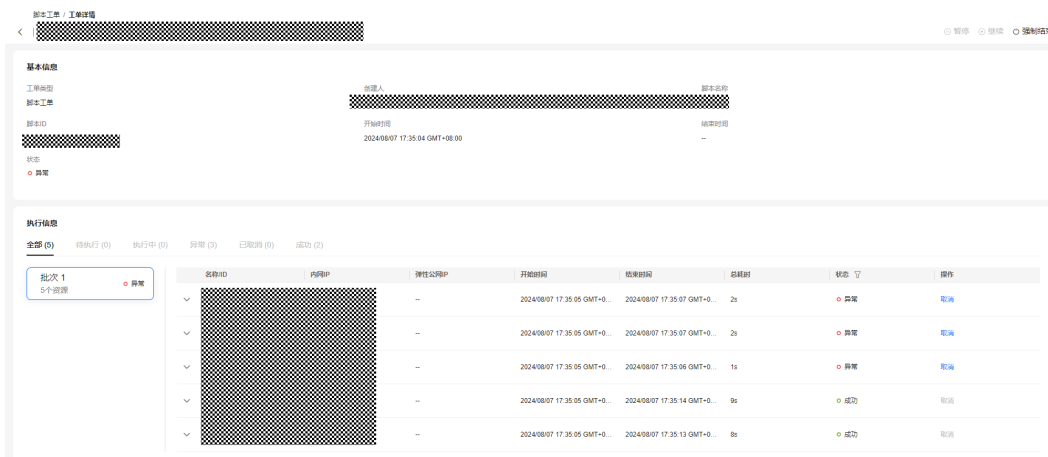 脚本工单 / 工单详情
暂停 继续 强制结束
基本信息
工单类型 创建人 脚本名称
脚本工单
脚本ID 开始时间 结束时间
2024/08/07 17:35:04 GMT+08:00 --
状态
异常
执行信息
全部 (5) 待执行 (0) 执行中 (0) 异常 (3) 已取消 (0) 成功 (2)
批次 1 异常
5个资源
名称/ID 内网IP 弹性公网IP 开始时间 结束时间 总耗时 状态 操作
-- 2024/08/07 17:35:05 GMT+0... 2024/08/07 17:35:07 GMT+0... 2s 异常 取消
-- 2024/08/07 17:35:05 GMT+0... 2024/08/07 17:35:07 GMT+0... 2s 异常 取消
-- 2024/08/07 17:35:05 GMT+0... 2024/08/07 17:35:06 GMT+0... 1s 异常 取消
-- 2024/08/07 17:35:05 GMT+0... 2024/08/07 17:35:14 GMT+0... 9s 成功 取消
-- 2024/08/07 17:35:05 GMT+0... 2024/08/07 17:35:13 GMT+0... 8s 成功 取消